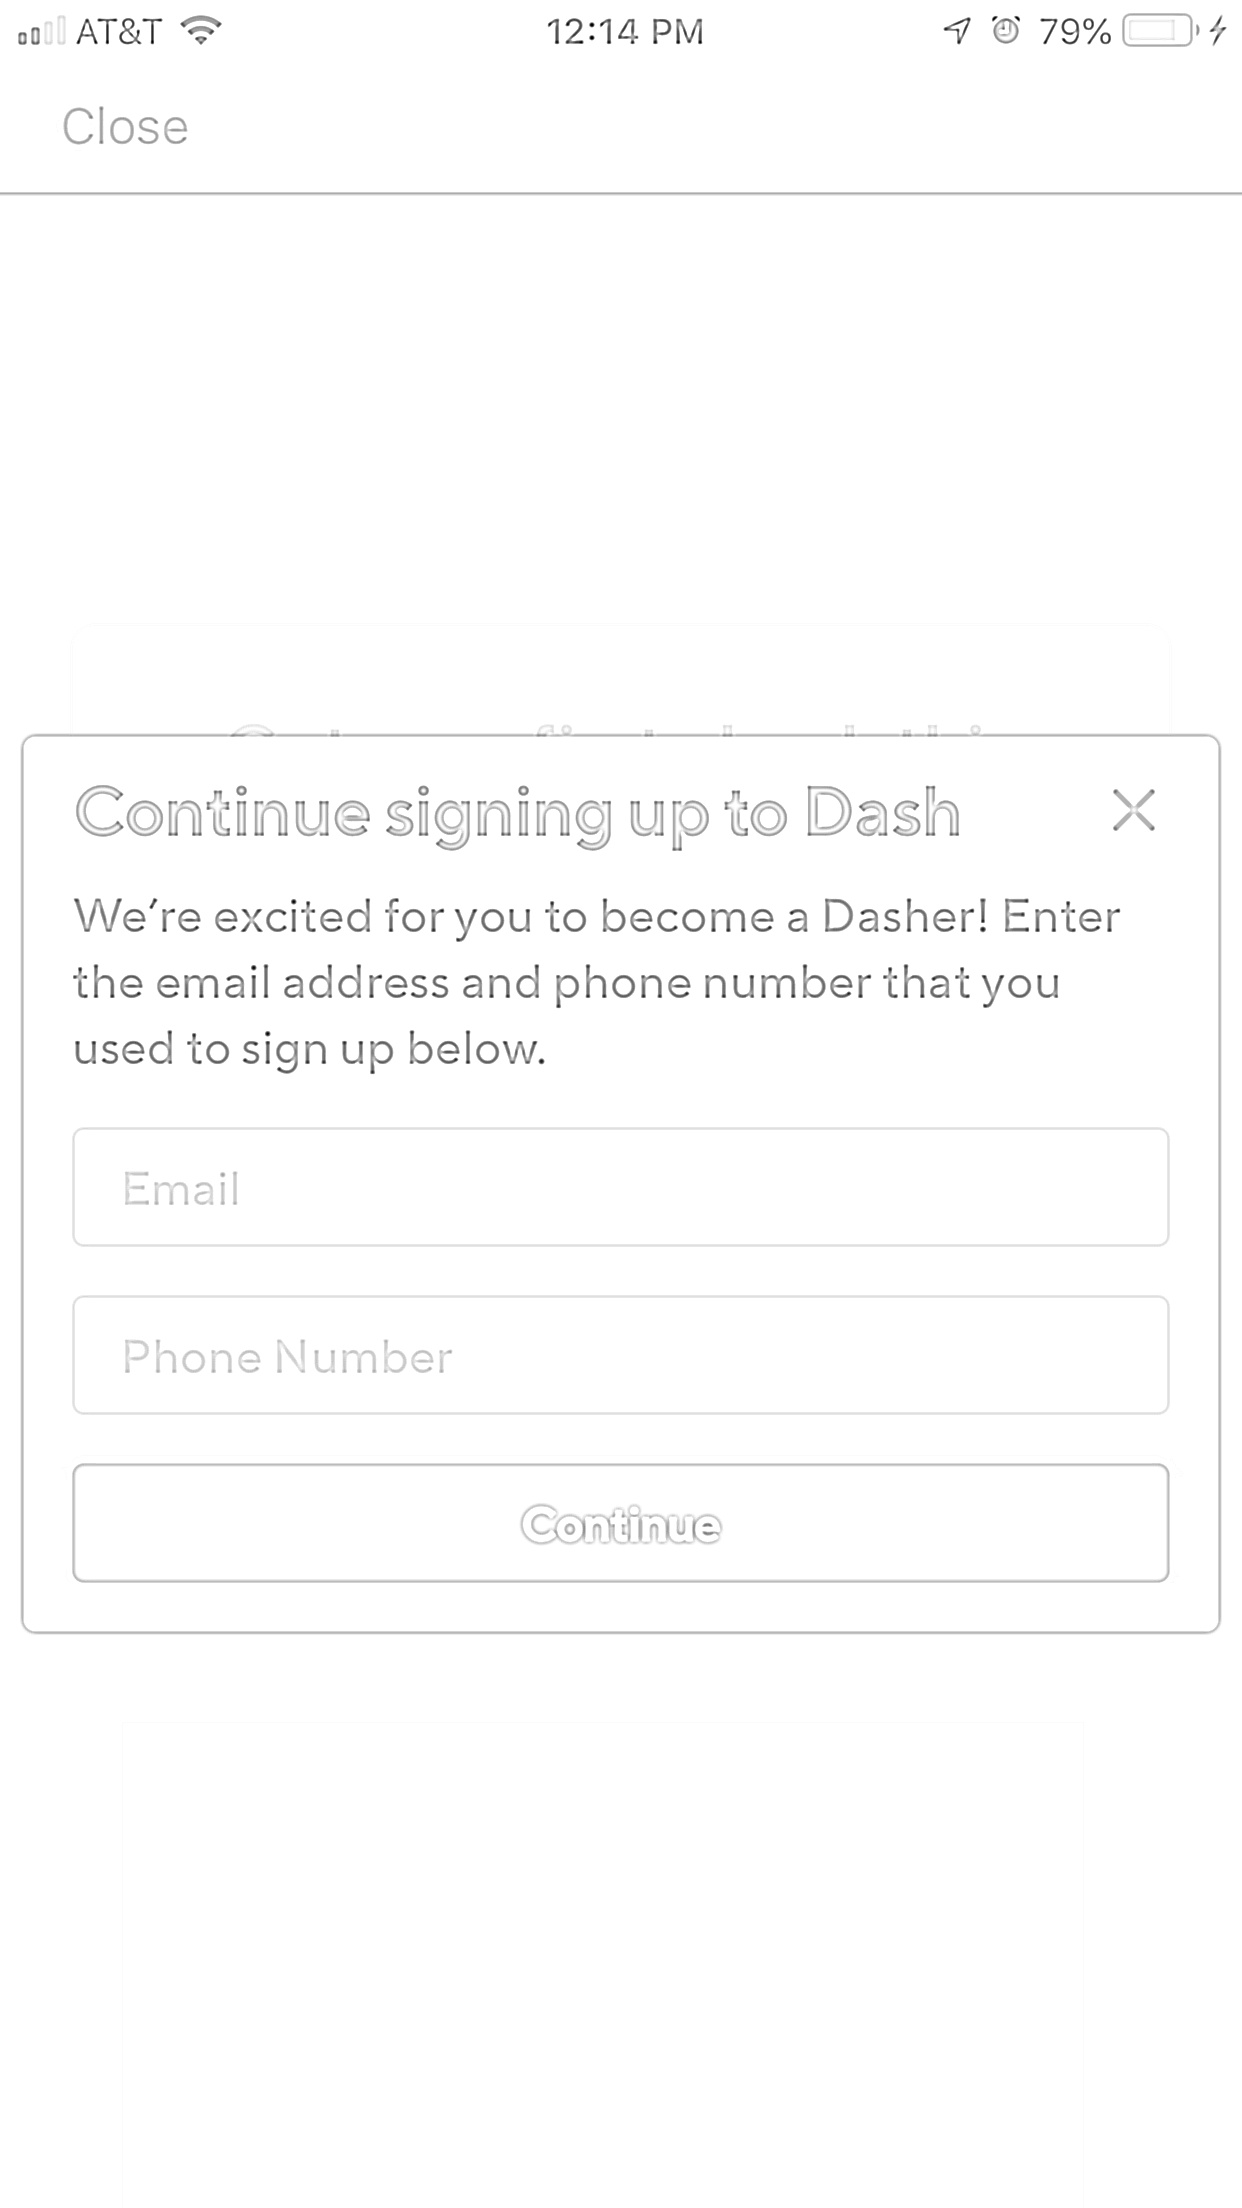 AT&T 12:14 PM 79%
Close
Continue signing up to Dash
We’re excited for you to become a Dasher! Enter
the email address and phone number that you
used to sign up below.
Email
Phone Number
Continue